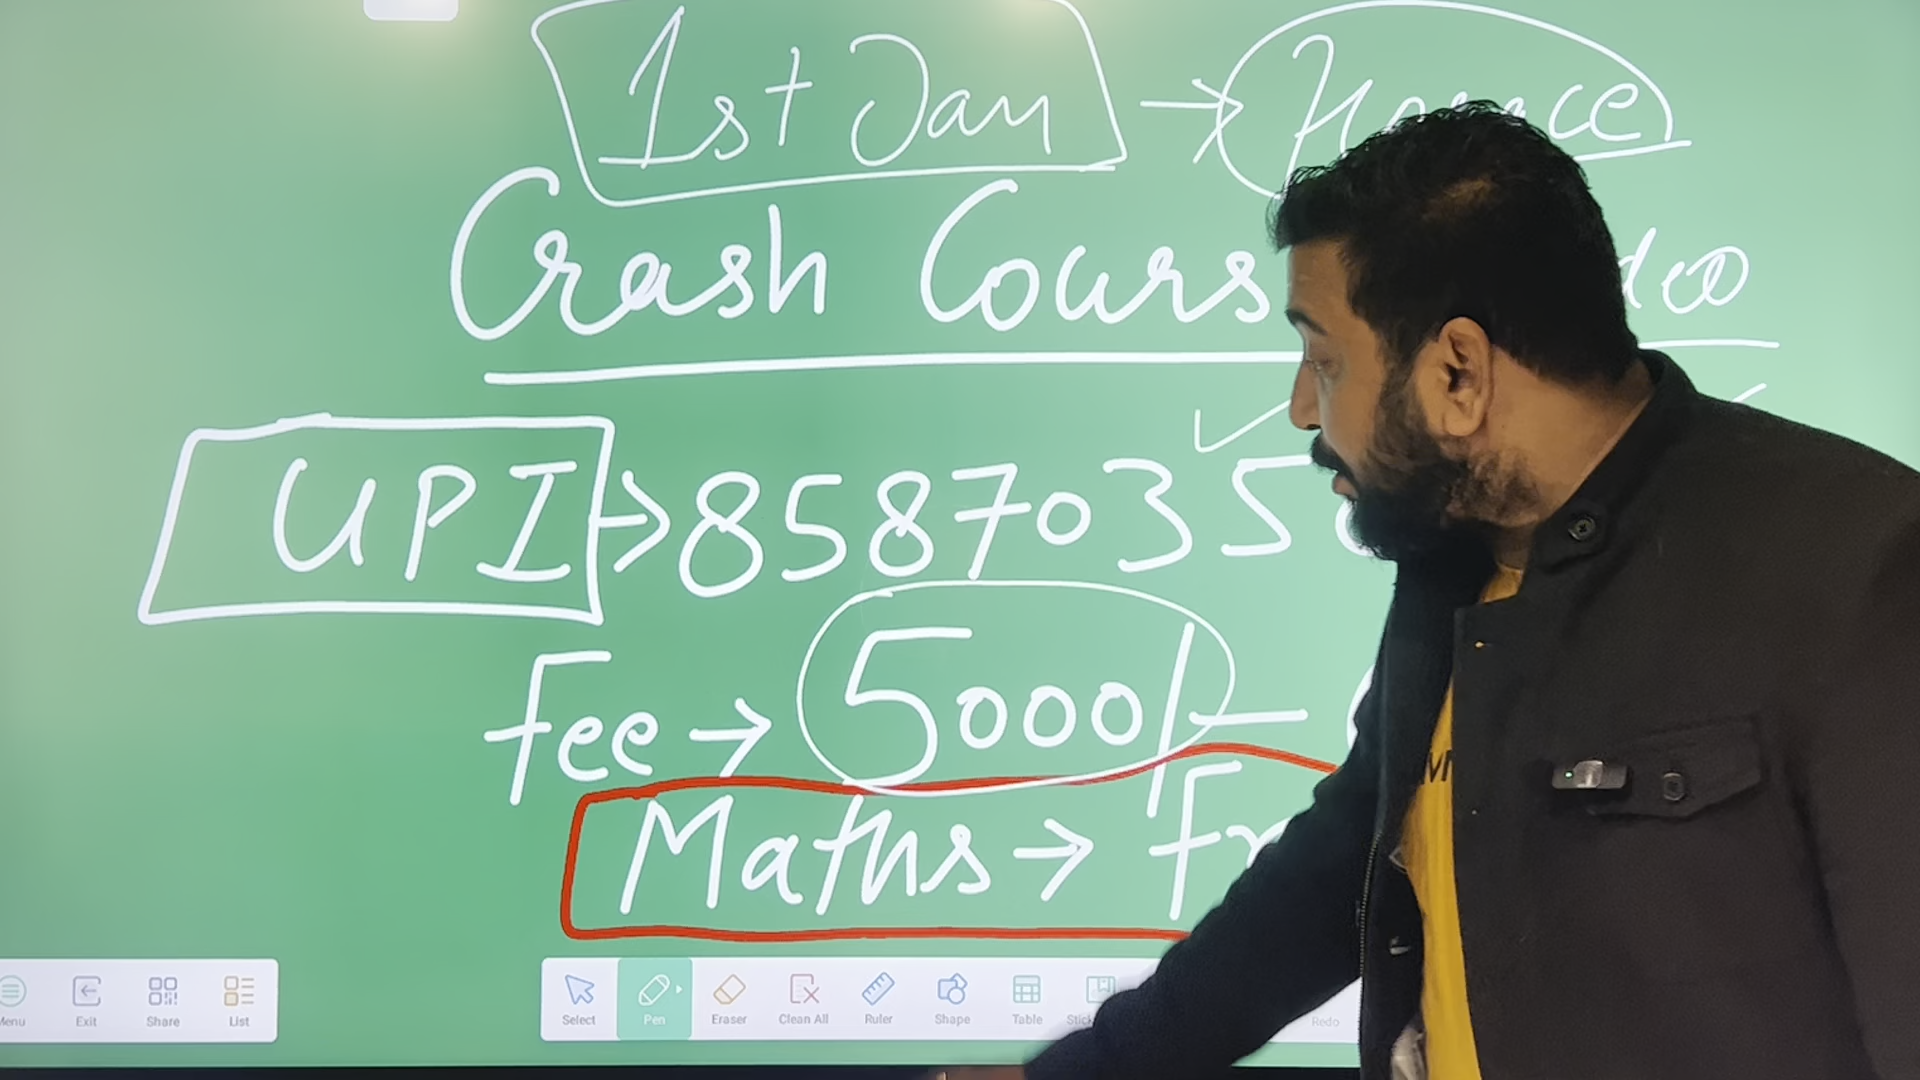 1st Jan →
Crash Cours
UPI → 8587035
Fee → 5000/-
Maths →
Menu Exit Share List Select Pen Eraser Clean All Ruler Shape Table Redo